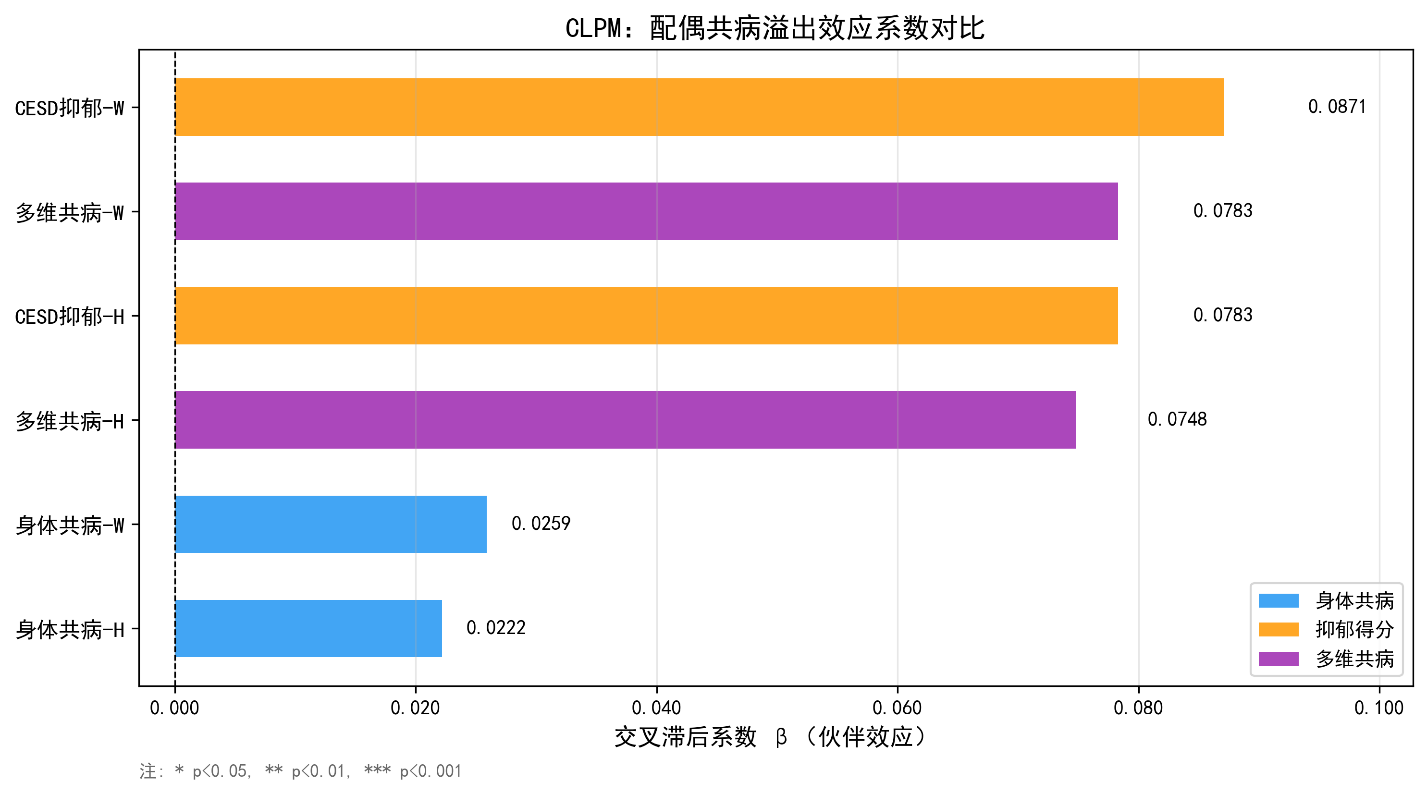 CLPM：配偶共病溢出效应系数对比
CESD抑郁-W
0.0871
多维共病-W
0.0783
CESD抑郁-H
0.0783
多维共病-H
0.0748
身体共病-W
0.0259
身体共病-H
0.0222
身体共病
抑郁得分
多维共病
0.000 0.020 0.040 0.060 0.080 0.100
交叉滞后系数 β（伙伴效应）
注: * p<0.05, ** p<0.01, *** p<0.001